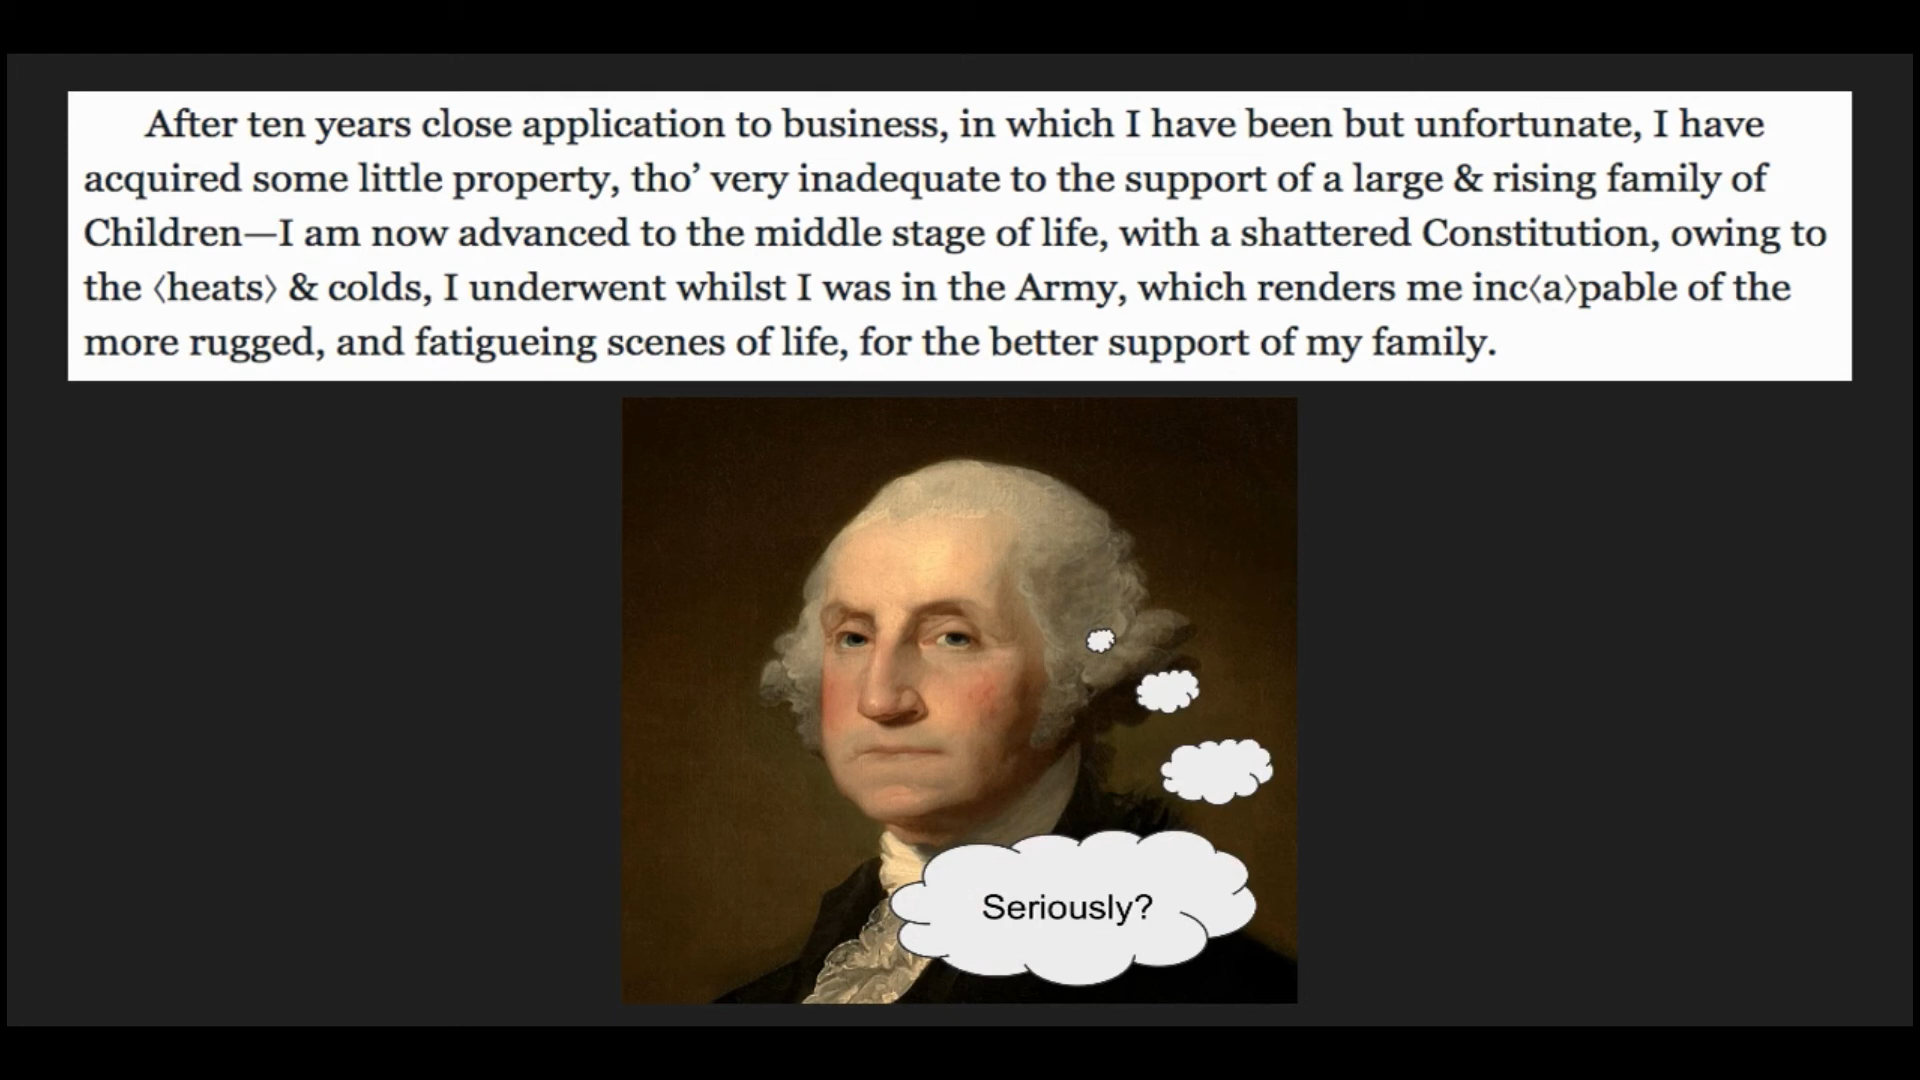 After ten years close application to business, in which I have been but unfortunate, I have
acquired some little property, tho’ very inadequate to the support of a large & rising family of
Children—I am now advanced to the middle stage of life, with a shattered Constitution, owing to
the ⟨heats⟩ & colds, I underwent whilst I was in the Army, which renders me inc⟨a⟩pable of the
more rugged, and fatigueing scenes of life, for the better support of my family.
Seriously?